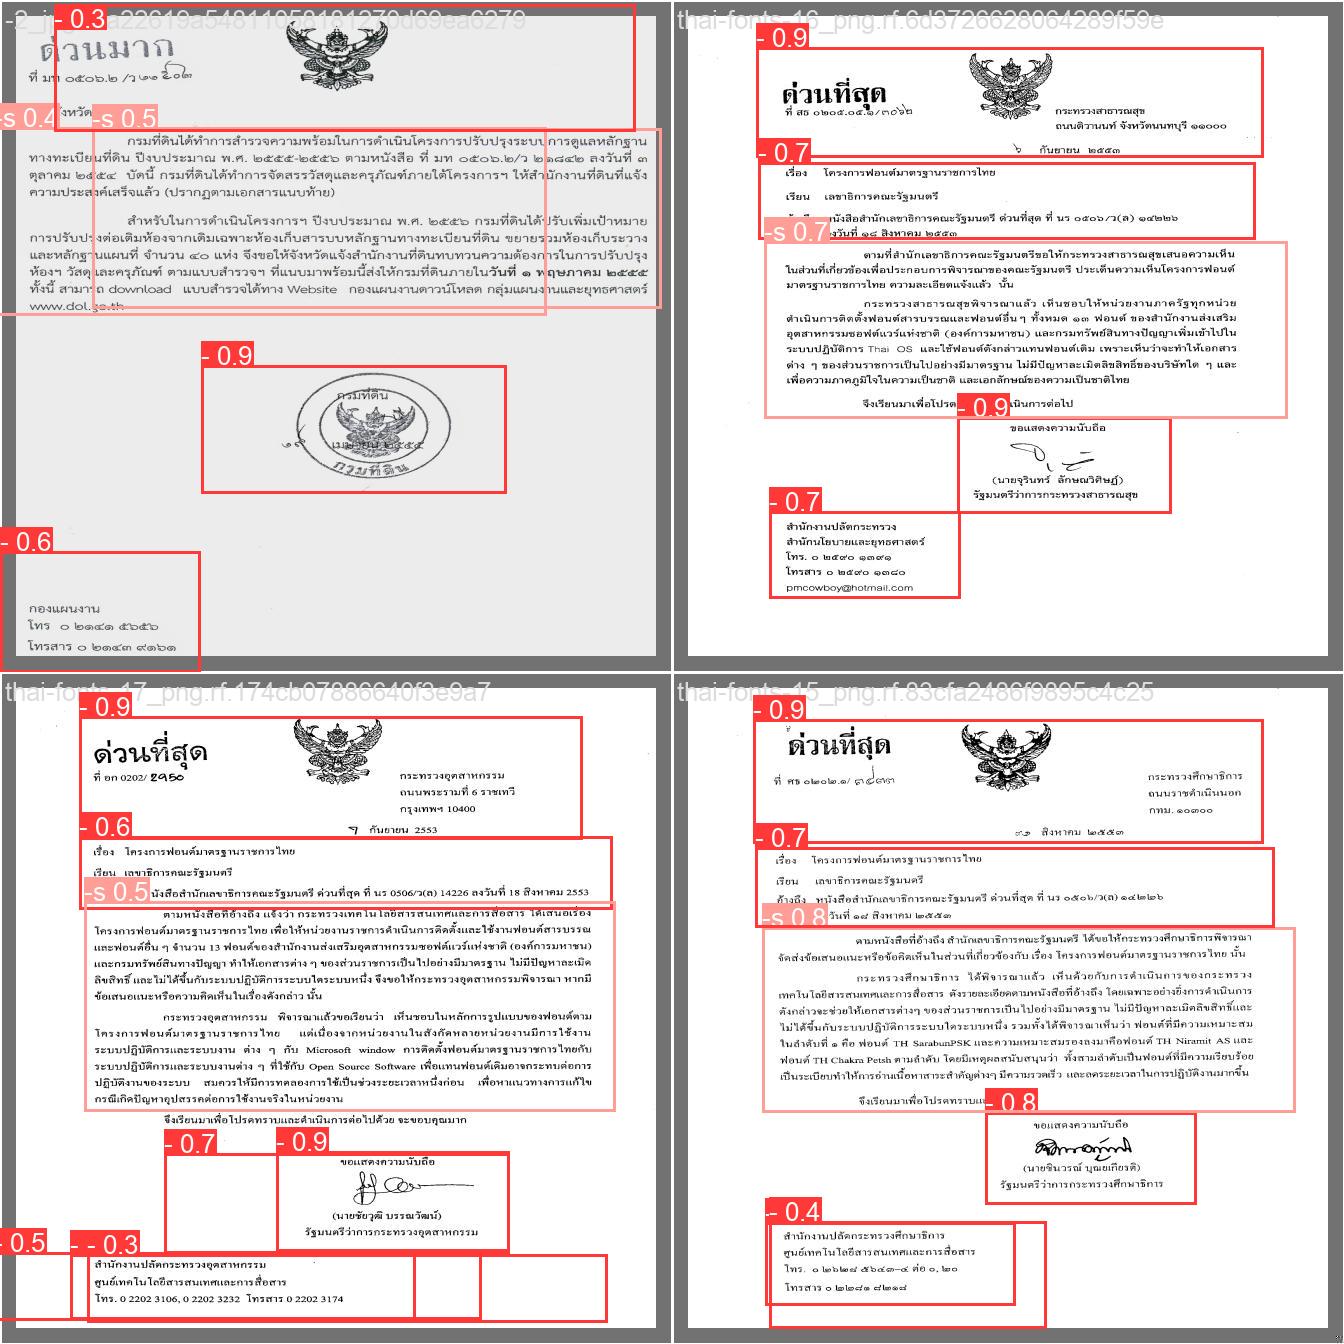 ด่วนมาก
- 0.3
ที่ มท ๐๕๐๖.๒ /ว
-s 0.4
-s 0.5
กรมที่ดินได้ทำการสำรวจความพร้อมในการดำเนินโครงการปรับปรุงระบบการดูแลหลักฐาน
ทางทะเบียนที่ดิน ปีงบประมาณ พ.ศ. ๒๕๕๕-๒๕๕๖ ตามหนังสือ ที่ มท ๐๕๐๖.๒/ว ๒๑๘๔๒ ลงวันที่ ๓
ตุลาคม ๒๕๕๔ บัดนี้ กรมที่ดินได้ทำการจัดสรรวัสดุและครุภัณฑ์ภายใต้โครงการฯ ให้สำนักงานที่ดินที่แจ้ง
ความประสงค์เสร็จแล้ว (ปรากฏตามเอกสารแนบท้าย)
สำหรับในการดำเนินโครงการฯ ปีงบประมาณ พ.ศ. ๒๕๕๖ กรมที่ดินได้ปรับเพิ่มเป้าหมาย
การปรับปรุงต่อเติมห้องจากเดิมเฉพาะห้องเก็บสารบบหลักฐานทางทะเบียนที่ดิน ขยายรวมห้องเก็บระวาง
และหลักฐานแผนที่ จำนวน ๔๐ แห่ง จึงขอให้จังหวัดแจ้งสำนักงานที่ดินทบทวนความต้องการในการปรับปรุง
ห้องฯ วัสดุและครุภัณฑ์ ตามแบบสำรวจฯ ที่แนบมาพร้อมนี้ส่งให้กรมที่ดินภายในวันที่ ๑ พฤษภาคม ๒๕๕๕
ทั้งนี้ สามารถ download แบบสำรวจได้ทาง Website กองแผนงานดาวน์โหลด กลุ่มแผนงานและยุทธศาสตร์
www.dol.go.th
- 0.9
กรมที่ดิน
เมษายน ๒๕๕๕
กรมที่ดิน
- 0.6
กองแผนงาน
โทร ๐ ๒๑๔๑ ๕๖๕๖
โทรสาร ๐ ๒๑๔๓ ๙๑๖๑
thai-fonts-16_png.rf.6d3726628064289f59e
- 0.9
ด่วนที่สุด
ที่ สธ ๐๒๐๕.๐๕.๑/๓๐๖๒
กระทรวงสาธารณสุข
ถนนติวานนท์ จังหวัดนนทบุรี ๑๑๐๐๐
๖ กันยายน ๒๕๕๓
- 0.7
เรื่อง โครงการฟอนต์มาตรฐานราชการไทย
เรียน เลขาธิการคณะรัฐมนตรี
หนังสือสำนักเลขาธิการคณะรัฐมนตรี ด่วนที่สุด ที่ นร ๐๕๐๖/ว(ล) ๑๔๒๒๖
-s 0.7
ลงวันที่ ๑๘ สิงหาคม ๒๕๕๓
ตามที่สำนักเลขาธิการคณะรัฐมนตรีขอให้กระทรวงสาธารณสุขเสนอความเห็น
ในส่วนที่เกี่ยวข้องเพื่อประกอบการพิจารณาของคณะรัฐมนตรี ประเด็นความเห็นโครงการฟอนต์
มาตรฐานราชการไทย ความละเอียดแจ้งแล้ว นั้น
กระทรวงสาธารณสุขพิจารณาแล้ว เห็นชอบให้หน่วยงานภาครัฐทุกหน่วย
ดำเนินการติดตั้งฟอนต์สารบรรณและฟอนต์อื่นๆ ทั้งหมด ๑๓ ฟอนต์ ของสำนักงานส่งเสริม
อุตสาหกรรมซอฟต์แวร์แห่งชาติ (องค์การมหาชน) และกรมทรัพย์สินทางปัญญาเพิ่มเข้าไปใน
ระบบปฏิบัติการ Thai OS และใช้ฟอนต์ดังกล่าวแทนฟอนต์เดิม เพราะเห็นว่าจะทำให้เอกสาร
ต่าง ๆ ของส่วนราชการเป็นไปอย่างมีมาตรฐาน ไม่มีปัญหาละเมิดลิขสิทธิ์ของบริษัทใด ๆ และ
เพื่อความภาคภูมิใจในความเป็นชาติ และเอกลักษณ์ของความเป็นชาติไทย
จึงเรียนมาเพื่อโปรด
- 0.9
เนินการต่อไป
ขอแสดงความนับถือ
(นายจุรินทร์ ลักษณวิศิษฏ์)
รัฐมนตรีว่าการกระทรวงสาธารณสุข
- 0.7
สำนักงานปลัดกระทรวง
สำนักนโยบายและยุทธศาสตร์
โทร. ๐ ๒๕๙๐ ๑๓๙๑
โทรสาร ๐ ๒๕๙๐ ๑๓๘๐
pmcowboy@hotmail.com
thai-fonts-17_png.rf.174cb07886640f3e9a7
- 0.9
ด่วนที่สุด
ที่ อก 0202/ 2950
กระทรวงอุตสาหกรรม
ถนนพระรามที่ 6 ราชเทวี
กรุงเทพฯ 10400
ๆ กันยายน 2553
- 0.6
เรื่อง โครงการฟอนต์มาตรฐานราชการไทย
เรียน เลขาธิการคณะรัฐมนตรี
-s 0.5
หนังสือสำนักเลขาธิการคณะรัฐมนตรี ด่วนที่สุด ที่ นร 0506/ว(ล) 14226 ลงวันที่ 18 สิงหาคม 2553
ตามหนังสือที่อ้างถึง แจ้งว่า กระทรวงเทคโนโลยีสารสนเทศและการสื่อสาร ได้เสนอเรื่อง
โครงการฟอนต์มาตรฐานราชการไทย เพื่อให้หน่วยงานราชการดำเนินการติดตั้งและใช้งานฟอนต์สารบรรณ
และฟอนต์อื่น ๆ จำนวน 13 ฟอนต์ของสำนักงานส่งเสริมอุตสาหกรรมซอฟต์แวร์แห่งชาติ (องค์การมหาชน)
และกรมทรัพย์สินทางปัญญา ทำให้เอกสารต่าง ๆ ของส่วนราชการเป็นไปอย่างมีมาตรฐาน ไม่มีปัญหาละเมิด
ลิขสิทธิ์ และไม่ได้ขึ้นกับระบบปฏิบัติการระบบใดระบบหนึ่ง จึงขอให้กระทรวงอุตสาหกรรมพิจารณา หากมี
ข้อเสนอแนะหรือความคิดเห็นในเรื่องดังกล่าว นั้น
กระทรวงอุตสาหกรรม พิจารณาแล้วขอเรียนว่า เห็นชอบในหลักการรูปแบบของฟอนต์ตาม
โครงการฟอนต์มาตรฐานราชการไทย แต่เนื่องจากหน่วยงานในสังกัดหลายหน่วยงานมีการใช้งาน
ระบบปฏิบัติการและระบบงาน ต่าง ๆ กับ Microsoft window การติดตั้งฟอนต์มาตรฐานราชการไทยกับ
ระบบปฏิบัติการและระบบงานต่าง ๆ ที่ใช้กับ Open Source Software เพื่อแทนฟอนต์เดิมอาจกระทบต่อการ
ปฏิบัติงานของระบบ สมควรให้มีการทดลองการใช้เป็นช่วงระยะเวลาหนึ่งก่อน เพื่อหาแนวทางการแก้ไข
กรณีเกิดปัญหาอุปสรรคต่อการใช้งานจริงในหน่วยงาน
จึงเรียนมาเพื่อโปรดทราบและดำเนินการต่อไปด้วย จะขอบคุณมาก
- 0.7
- 0.9
ขอแสดงความนับถือ
(นายชัยวุฒิ บรรณวัฒน์)
รัฐมนตรีว่าการกระทรวงอุตสาหกรรม
- 0.5
- - 0.3
สำนักงานปลัดกระทรวงอุตสาหกรรม
ศูนย์เทคโนโลยีสารสนเทศและการสื่อสาร
โทร. 0 2202 3106, 0 2202 3232 โทรสาร 0 2202 3174
thai-fonts-15_png.rf.83cfa2486f9895c4c25
- 0.9
ด่วนที่สุด
ที่ ศธ ๐๒๐๒.๑/
กระทรวงศึกษาธิการ
ถนนราชดำเนินนอก
กทม. ๑๐๓๐๐
๓๑ สิงหาคม ๒๕๕๓
- 0.7
เรื่อง โครงการฟอนต์มาตรฐานราชการไทย
เรียน เลขาธิการคณะรัฐมนตรี
อ้างถึง หนังสือสำนักเลขาธิการคณะรัฐมนตรี ด่วนที่สุด ที่ นร ๐๕๐๖/ว(ล) ๑๔๒๒๖
-s 0.8
วันที่ ๑๘ สิงหาคม ๒๕๕๓
ตามหนังสือที่อ้างถึง สำนักเลขาธิการคณะรัฐมนตรี ได้ขอให้กระทรวงศึกษาธิการพิจารณา
จัดส่งข้อเสนอแนะหรือข้อคิดเห็นในส่วนที่เกี่ยวข้องกับ เรื่อง โครงการฟอนต์มาตรฐานราชการไทย นั้น
กระทรวงศึกษาธิการ ได้พิจารณาแล้ว เห็นด้วยกับการดำเนินการของกระทรวง
เทคโนโลยีสารสนเทศและการสื่อสาร ดังรายละเอียดตามหนังสือที่อ้างถึง โดยเฉพาะอย่างยิ่งการดำเนินการ
ดังกล่าวจะช่วยให้เอกสารต่างๆ ของส่วนราชการเป็นไปอย่างมีมาตรฐาน ไม่มีปัญหาละเมิดลิขสิทธิ์และ
ไม่ได้ขึ้นกับระบบปฏิบัติการระบบใดระบบหนึ่ง รวมทั้งได้พิจารณาเห็นว่า ฟอนต์ที่มีความเหมาะสม
ในลำดับที่ ๑ คือ ฟอนต์ TH SarabunPSK และความเหมาะสมรองลงมาคือฟอนต์ TH Niramit AS และ
ฟอนต์ TH Chakra Petsh ตามลำดับ โดยมีเหตุผลสนับสนุนว่า ทั้งสามลำดับเป็นฟอนต์ที่มีความเรียบร้อย
เป็นระเบียบทำให้การอ่านเนื้อหาสาระสำคัญต่างๆ มีความรวดเร็ว และลดระยะเวลาในการปฏิบัติงานมากขึ้น
จึงเรียนมาเพื่อโปรดทราบ
- 0.8
ขอแสดงความนับถือ
(นายชินวรณ์ บุณยเกียรติ)
รัฐมนตรีว่าการกระทรวงศึกษาธิการ
- 0.4
สำนักงานปลัดกระทรวงศึกษาธิการ
ศูนย์เทคโนโลยีสารสนเทศและการสื่อสาร
โทร. ๐ ๒๖๒๘ ๕๖๔๓-๔ ต่อ ๐, ๒๐
โทรสาร ๐ ๒๒๘๑ ๘๒๑๘